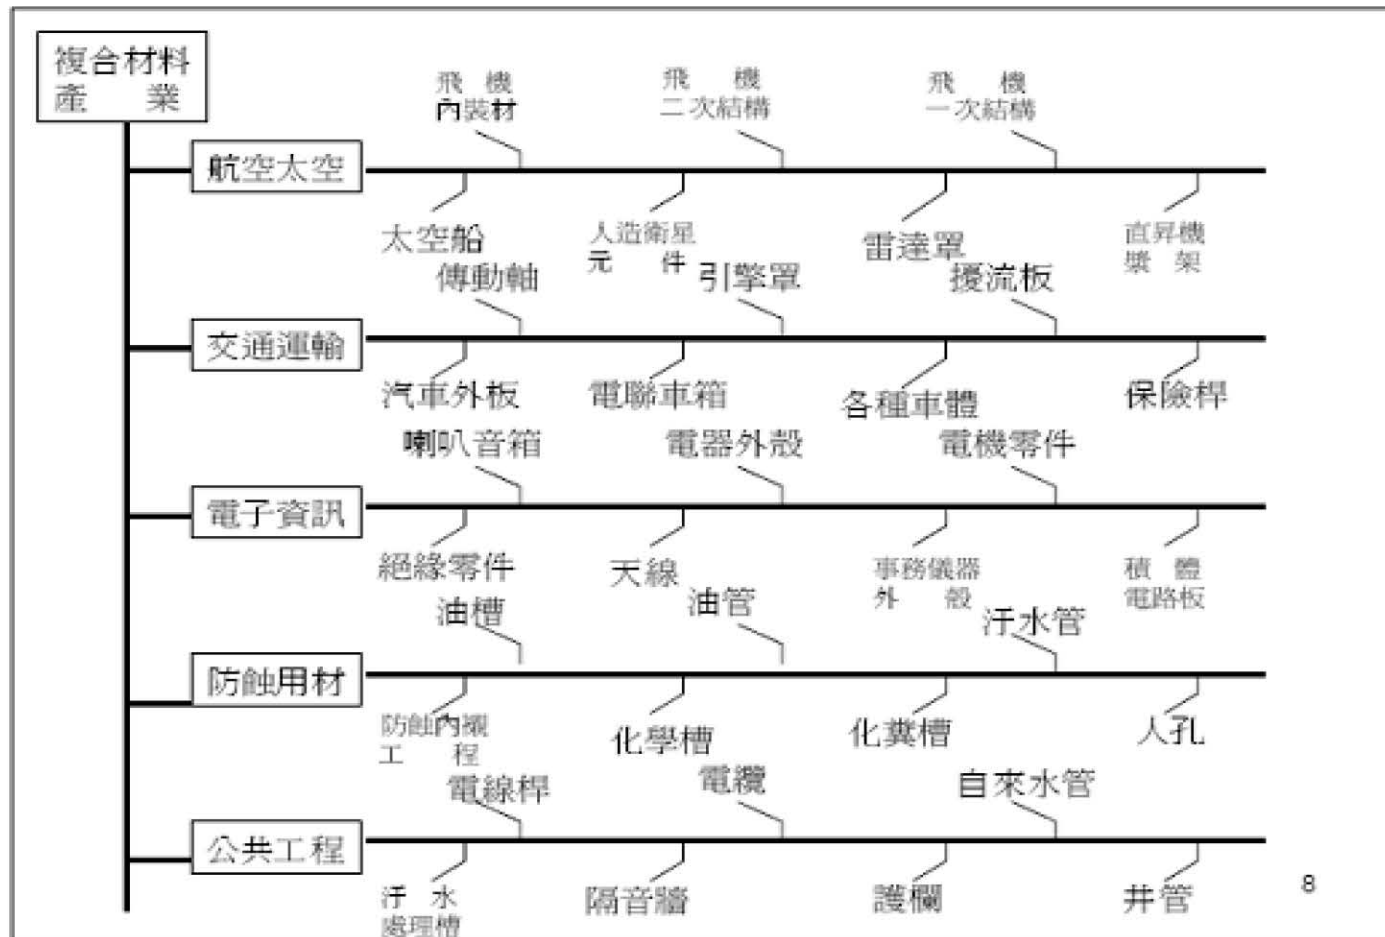 複合材料
產業
飛機
內裝材
飛機
二次結構
飛機
一次結構
航空太空
太空船
人造衛星
元件
雷達罩
直昇機
槳架
傳動軸
引擎罩
擾流板
交通運輸
汽車外板
電聯車箱
各種車體
保險桿
喇叭音箱
電器外殼
電機零件
電子資訊
絕緣零件
天線
事務儀器
外殼
積體
電路板
油槽
油管
汙水管
防蝕用材
防蝕內襯
工程
化學槽
化糞槽
人孔
電線桿
電纜
自來水管
公共工程
汙水
處理槽
隔音牆
護欄
井管
8